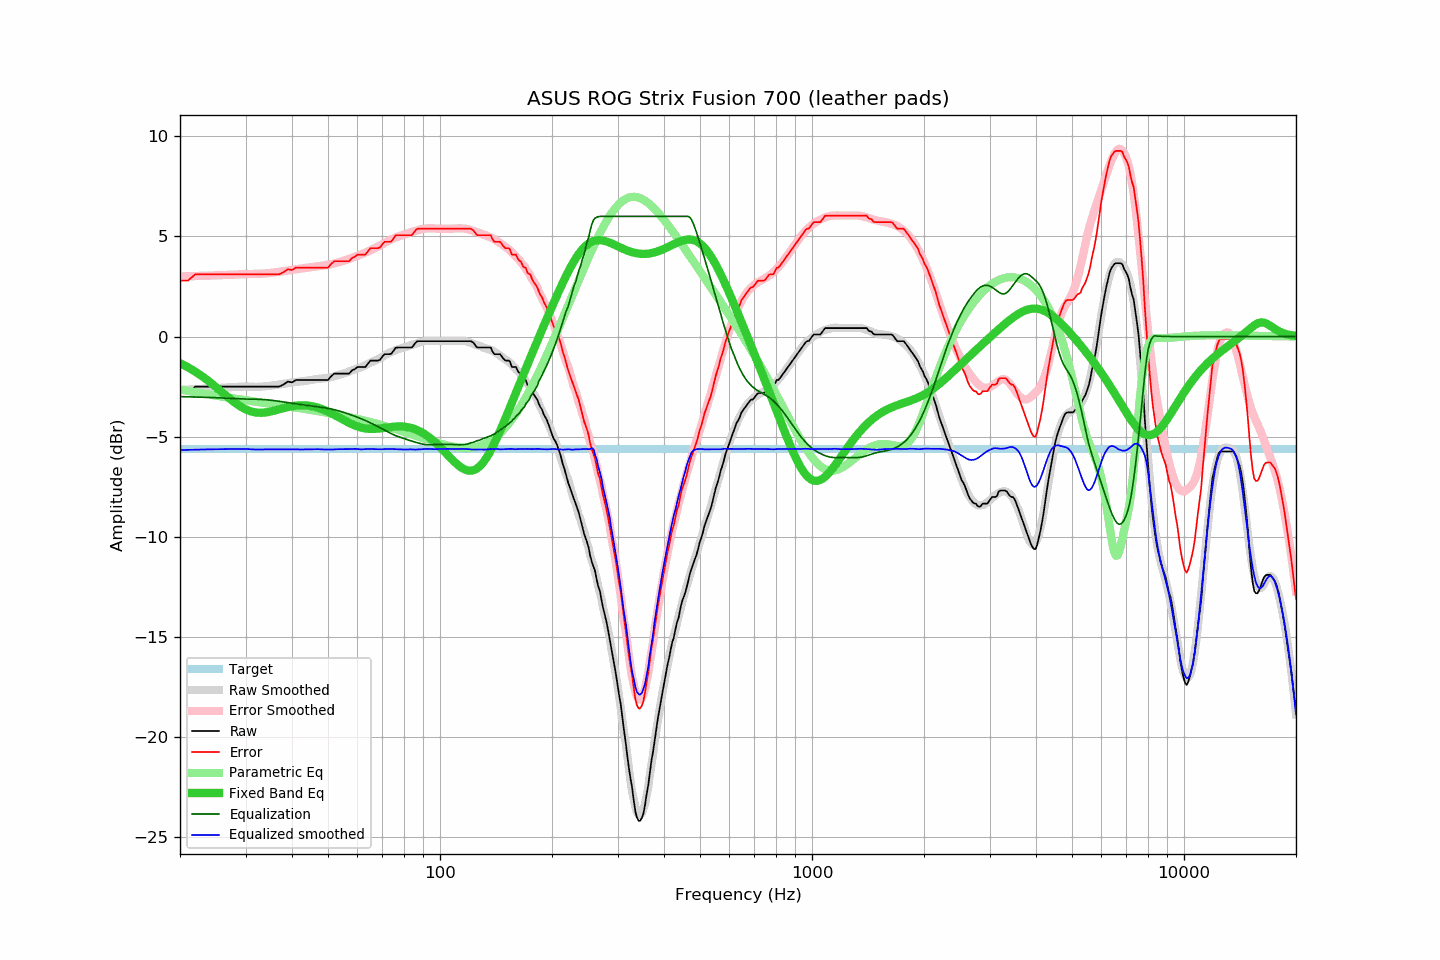 ASUS ROG Strix Fusion 700 (leather pads)
Amplitude (dBr)
10
5
0
−5
−10
−15
−20
−25
Target
Raw Smoothed
Error Smoothed
Raw
Error
Parametric Eq
Fixed Band Eq
Equalization
Equalized smoothed
100 1000 10000
Frequency (Hz)